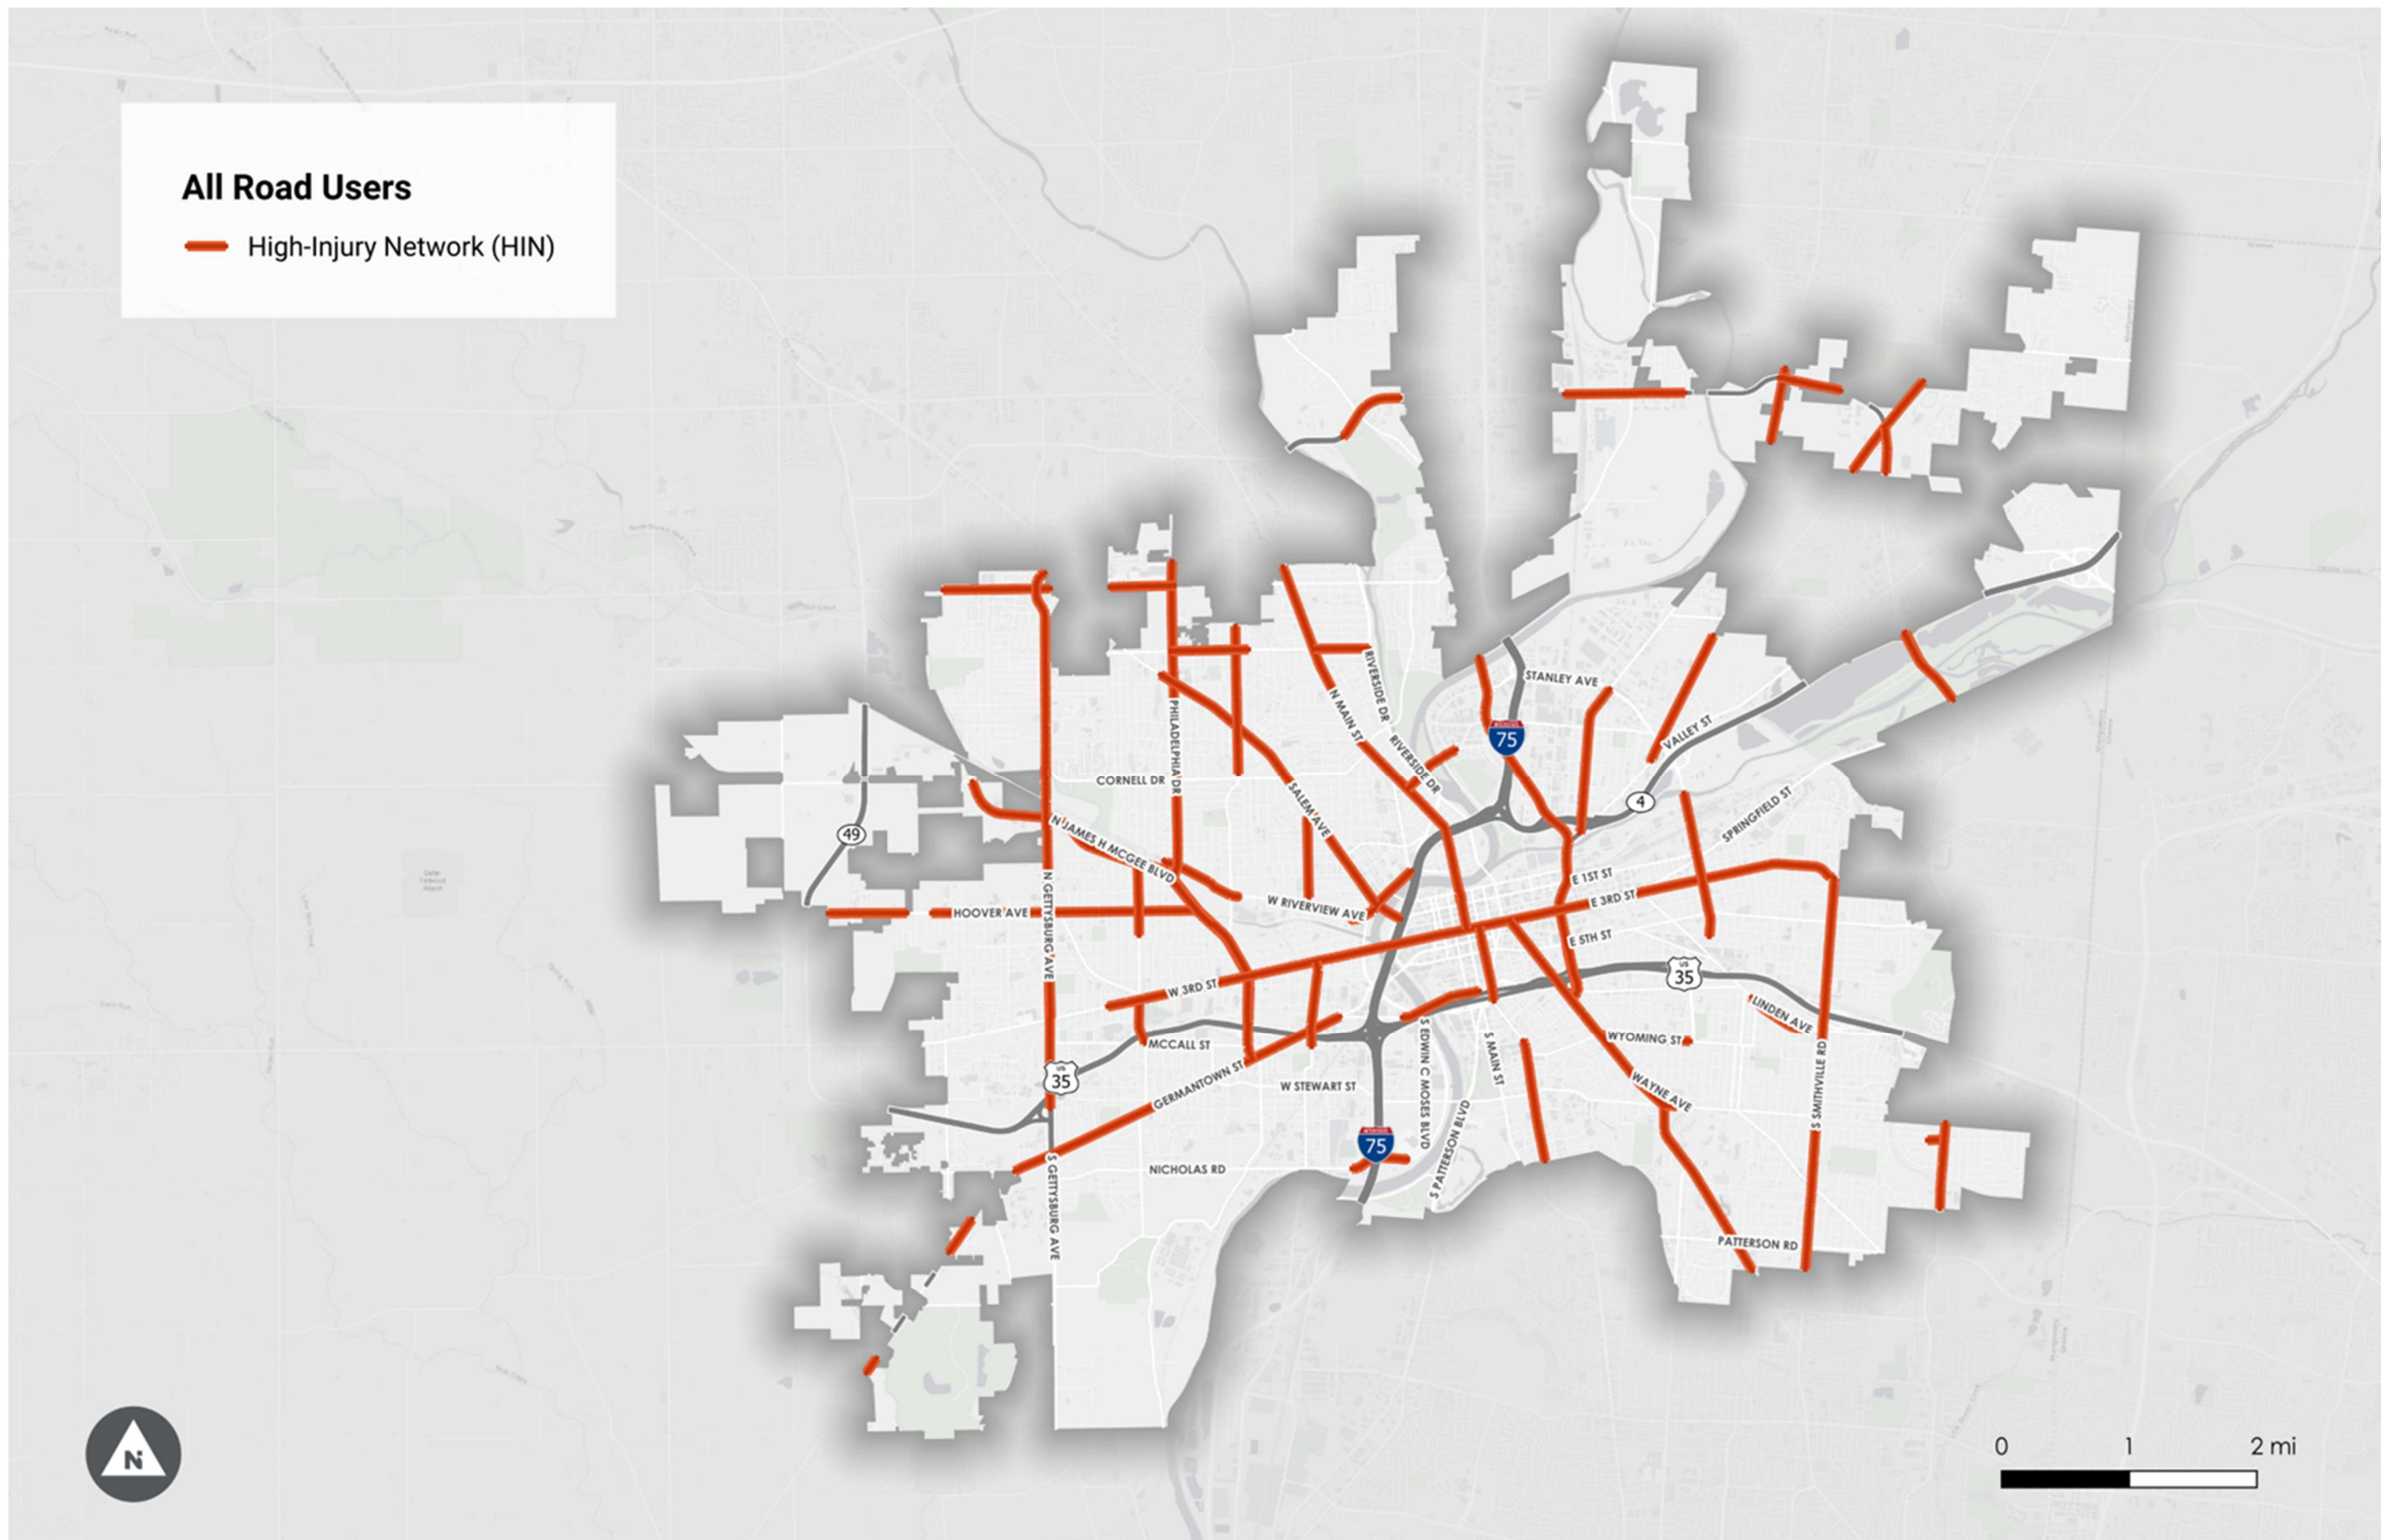 All Road Users
High-Injury Network (HIN)
STANLEY AVE
RIVERSIDE DR
N MAIN ST
PHILADELPHIA DR
VALLEY ST
75
RIVERSIDE DR
CORNELL DR
SALEM AVE
4
SPRINGFIELD ST
49
N JAMES H MCGEE BLVD
E 1ST ST
W RIVERVIEW AVE
E 3RD ST
HOOVER AVE
N GETTYSBURG AVE
E 5TH ST
US
35
W 3RD ST
LINDEN AVE
WYOMING ST
MCCALL ST
S MAIN ST
S EDWIN C MOSES BLVD
US
35
GERMANTOWN ST
W STEWART ST
WAYNE AVE
S SMITHVILLE RD
75
S PATTERSON BLVD
NICHOLAS RD
S GETTYSBURG AVE
PATTERSON RD
N
0 1 2 mi